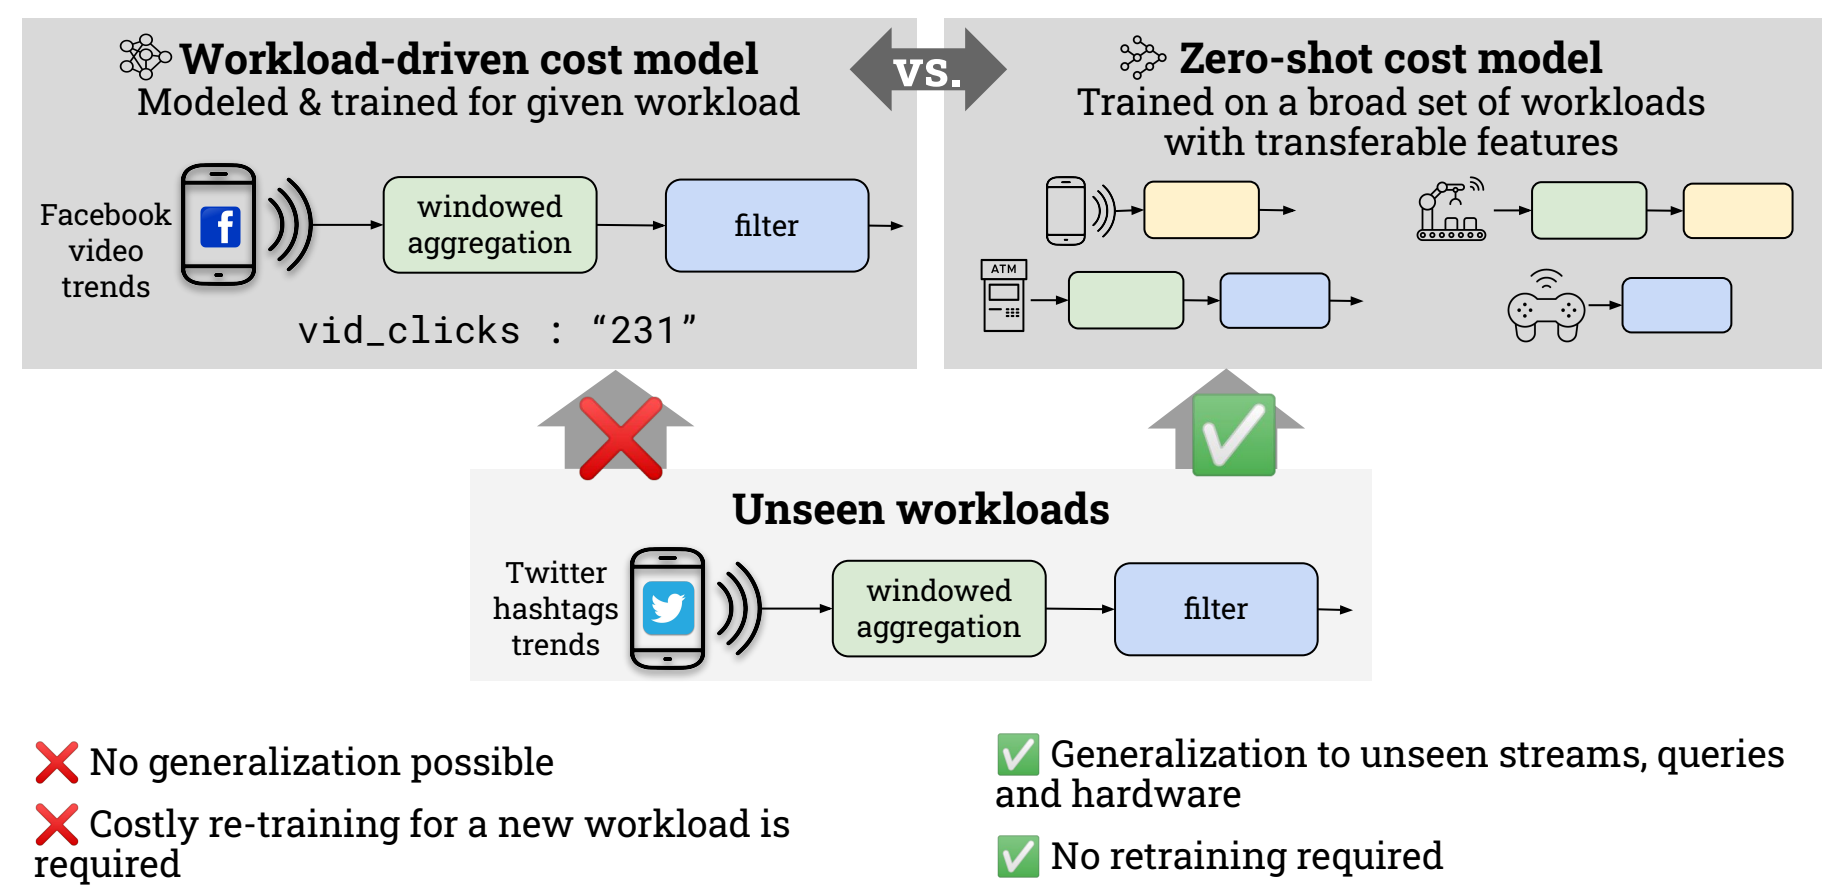 Workload-driven cost model
Modeled & trained for given workload
Facebook
video
trends
f
windowed
aggregation
filter
vid_clicks : “231”
vs.
Zero-shot cost model
Trained on a broad set of workloads
with transferable features
ATM
Unseen workloads
Twitter
hashtags
trends
windowed
aggregation
filter
❌ No generalization possible
❌ Costly re-training for a new workload is
required
✅ Generalization to unseen streams, queries
and hardware
✅ No retraining required